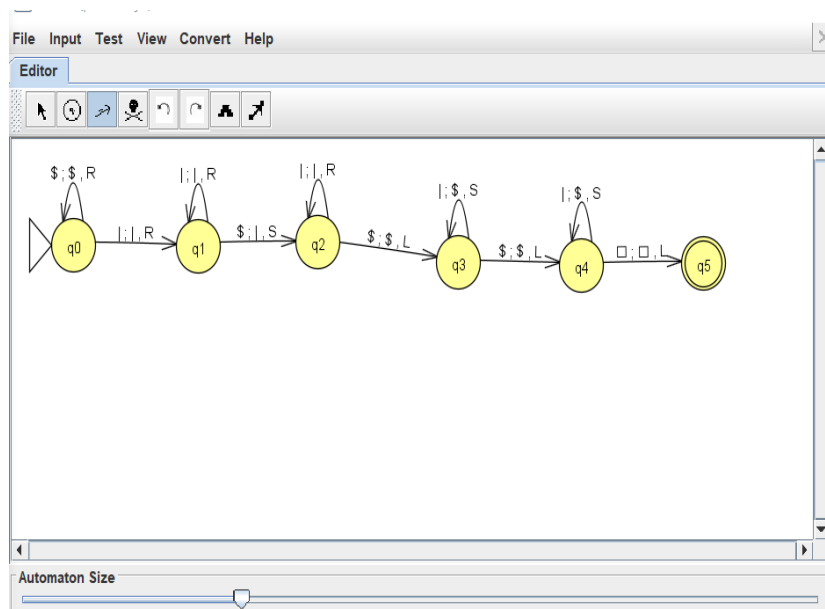 File Input Test View Convert Help
Editor
$ ; $ , R
| ; | , R
| ; | , R
| ; $ , S
| ; $ , S
q0
| ; | , R
q1
$ ; | , S
q2
$ ; $ , L
q3
$ ; $ , L
q4
□ ; □ , L
q5
Automaton Size